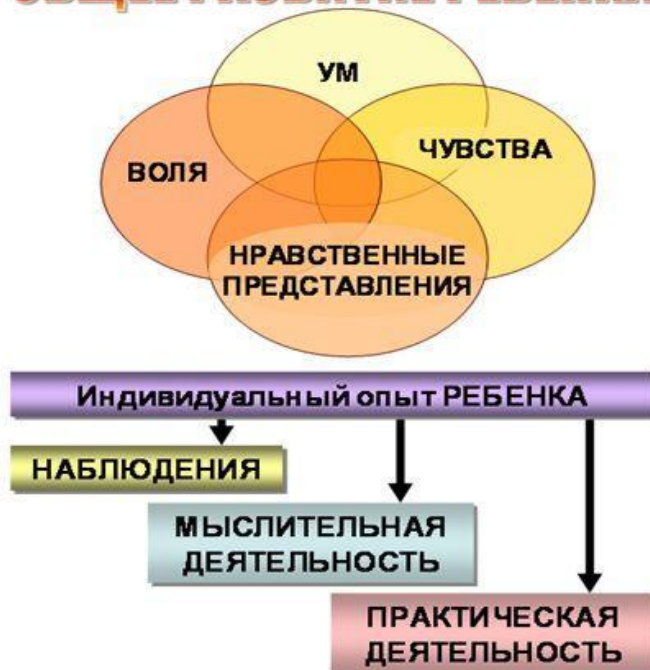 УМ
ЧУВСТВА
ВОЛЯ
НРАВСТВЕННЫЕ
ПРЕДСТАВЛЕНИЯ
Индивидуальный опыт РЕБЕНКА
НАБЛЮДЕНИЯ
МЫСЛИТЕЛЬНАЯ
ДЕЯТЕЛЬНОСТЬ
ПРАКТИЧЕСКАЯ
ДЕЯТЕЛЬНОСТЬ